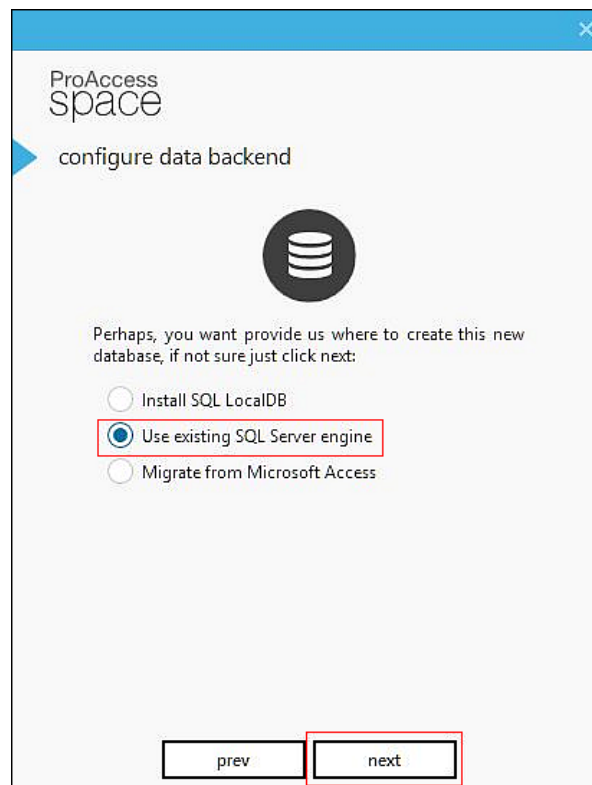 ProAccess
space
configure data backend
Perhaps, you want provide us where to create this new
database, if not sure just click next:
Install SQL LocalDB
Use existing SQL Server engine
Migrate from Microsoft Access
prev
next